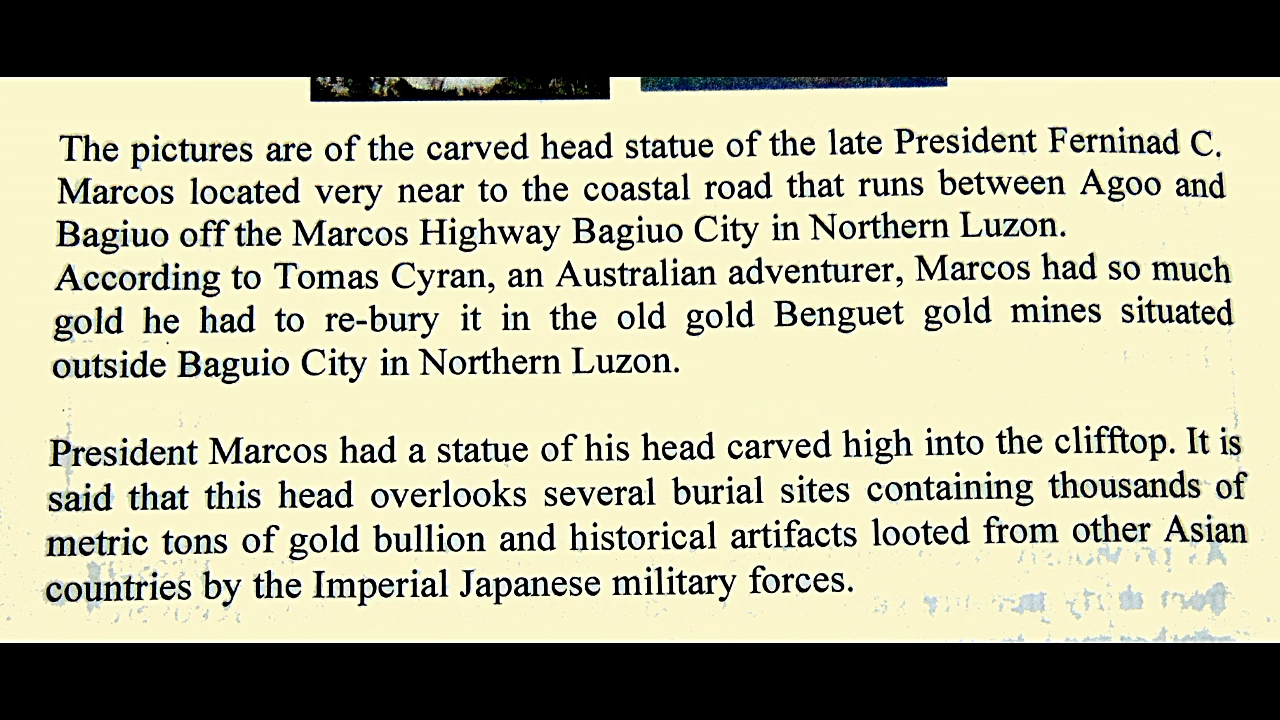 The pictures are of the carved head statue of the late President Ferninad C.
Marcos located very near to the coastal road that runs between Agoo and
Bagiuo off the Marcos Highway Bagiuo City in Northern Luzon.
According to Tomas Cyran, an Australian adventurer, Marcos had so much
gold he had to re-bury it in the old gold Benguet gold mines situated
outside Baguio City in Northern Luzon.
President Marcos had a statue of his head carved high into the clifftop. It is
said that this head overlooks several burial sites containing thousands of
metric tons of gold bullion and historical artifacts looted from other Asian
countries by the Imperial Japanese military forces.